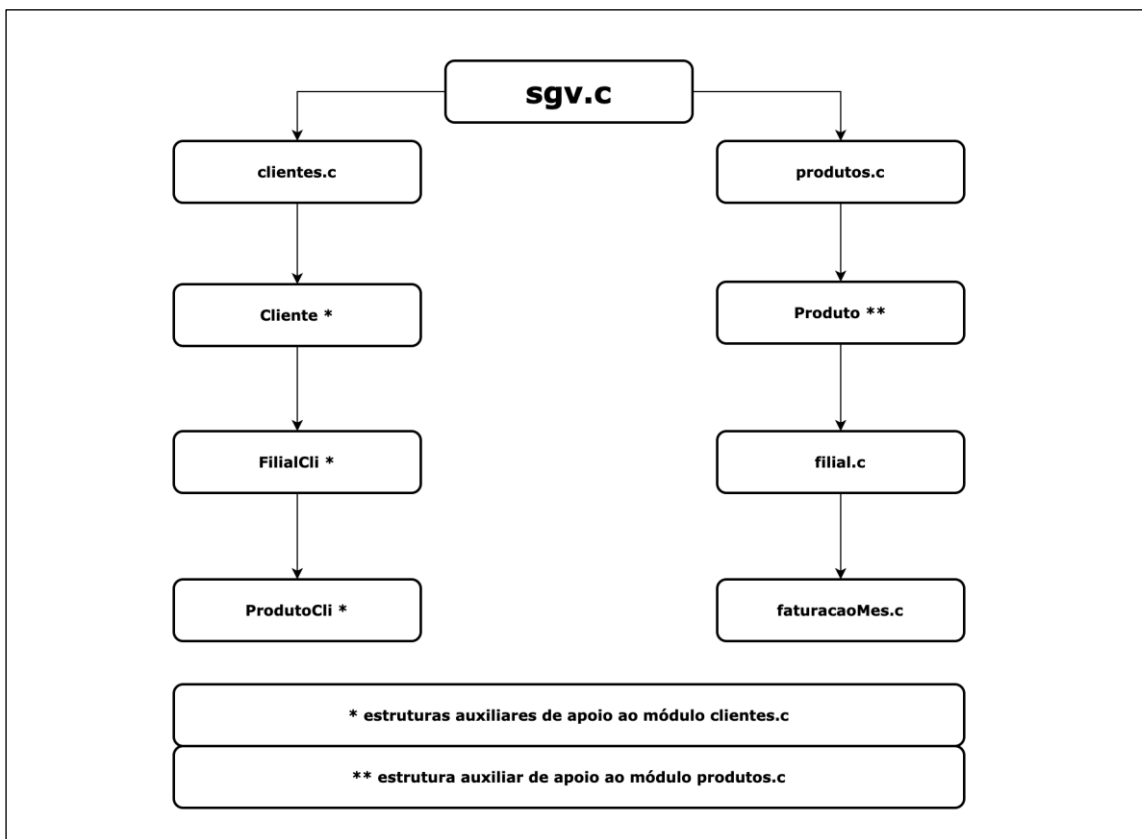 sgv.c
clientes.c
produtos.c
Cliente *
Produto **
FilialCli *
filial.c
ProdutoCli *
faturacaoMes.c
* estruturas auxiliares de apoio ao módulo clientes.c
** estrutura auxiliar de apoio ao módulo produtos.c